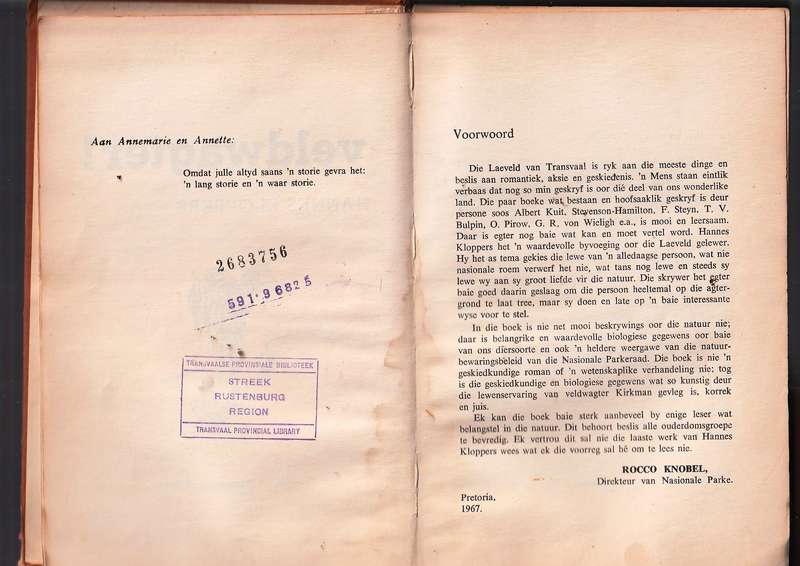 Aan Annemarie en Annette:
Omdat julle altyd saans 'n storie gevra het:
'n lang storie en 'n waar storie.
2683756
591.96825
TRANSVAALSE PROVINSIALE BIBLIOTEEK
STREEK
RUSTENBURG
REGION
TRANSVAAL PROVINCIAL LIBRARY
Voorwoord
Die Laeveld van Transvaal is ryk aan die meeste dinge en
beslis aan romantiek, aksie en geskiedenis. 'n Mens staan eintlik
verbaas dat nog so min geskryf is oor dié deel van ons wonderlike
land. Die paar boeke wat bestaan en hoofsaaklik geskryf is deur
persone soos Albert Kuit, Stevenson-Hamilton, F. Steyn, T. V.
Bulpin, O. Pirow, G. R. von Wieligh e.a., is mooi en leersaam.
Daar is egter nog baie wat kan en moet vertel word. Hannes
Kloppers het 'n waardevolle byvoeging oor die Laeveld gelewer.
Hy het as tema gekies die lewe van 'n alledaagse persoon, wat nie
nasionale roem verwerf het nie, wat tans nog lewe en steeds sy
lewe wy aan sy groot liefde vir die natuur. Die skrywer het egter
baie goed daarin geslaag om die persoon heeltemal op die agter-
grond te laat tree, maar sy doen en late op 'n baie interessante
wyse voor te stel.
In die boek is nie net mooi beskrywings oor die natuur nie;
daar is belangrike en waardevolle biologiese gegewens oor baie
van ons diersoorte en ook 'n heldere weergawe van die natuur-
bewaringsbeleid van die Nasionale Parkeraad. Die boek is nie 'n
geskiedkundige roman of 'n wetenskaplike verhandeling nie; tog
is die geskiedkundige en biologiese gegewens wat so kunstig deur
die lewenservaring van veldwagter Kirkman gevleg is, korrek
en juis.
Ek kan die boek baie sterk aanbeveel by enige leser wat
belangstel in die natuur. Dit behoort beslis alle ouderdomsgroepe
te bevredig. Ek vertrou dit sal nie die laaste werk van Hannes
Kloppers wees wat ek die voorreg sal hê om te lees nie.
ROCCO KNOBEL,
Direkteur van Nasionale Parke.
Pretoria,
1967.